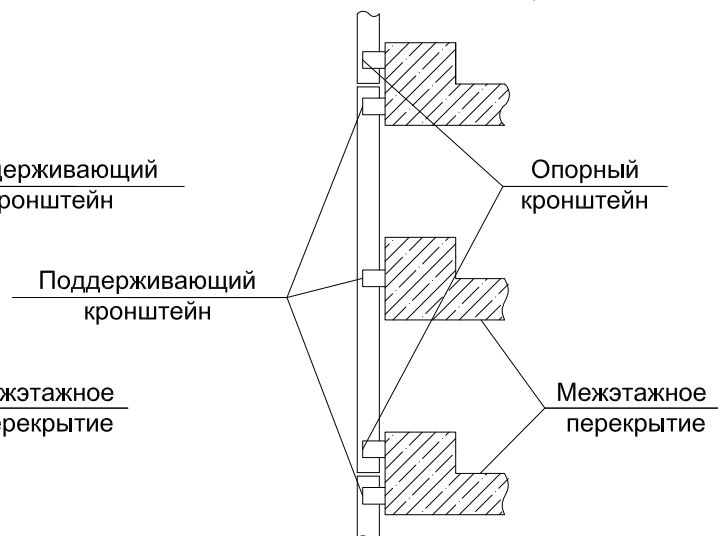 Опорный
кронштейн
Поддерживающий
кронштейн
Межэтажное
перекрытие